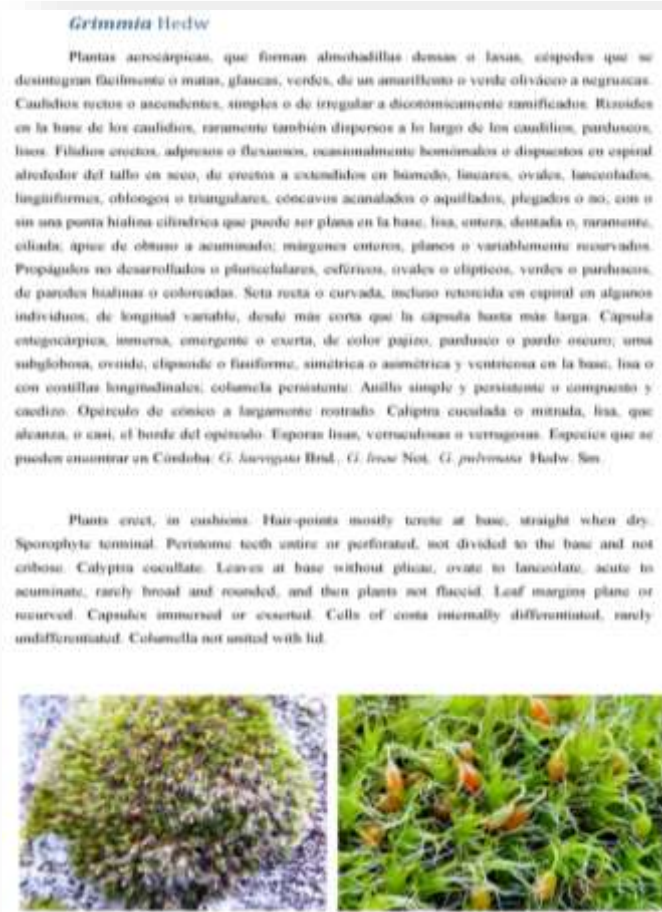 Grimmia Hedw
Plantas acrocárpicas, que forman almohadillas densas o laxas, céspedes que se
desintegran fácilmente o matas, glaucas, verdes, de un amarillento o verde oliváceo a negruzcas.
Caulidios rectos o ascendentes, simples o de irregular a dicotómicamente ramificados. Rizoides
en la base de los caulidios, raramente también dispersos a lo largo de los caudilios, parduscos,
lisos. Filidios erectos, adpresos o flexuosos, ocasionalmente homómalos o dispuestos en espiral
alrededor del tallo en seco, de erectos a extendidos en húmedo, lineares, ovales, lanceolados,
lingüiformes, oblongos o triangulares, cóncavos acanalados o aquillados, plegados o no, con o
sin una punta hialina cilíndrica que puede ser plana en la base, lisa, entera, dentada o, raramente,
ciliada; ápice de obtuso a acuminado; márgenes enteros, planos o variablemente recurvados.
Propágulos no desarrollados o pluricelulares, esféricos, ovales o elípticos, verdes o parduscos,
de paredes hialinas o coloreadas. Seta recta o curvada, incluso retorcida en espiral en algunos
individuos, de longitud variable, desde más corta que la cápsula hasta más larga. Cápsula
estegocárpica, inmersa, emergente o exerta, de color pajizo, pardusco o pardo oscuro; urna
subglobosa, ovoide, elipsoide o fusiforme, simétrica o asimétrica y ventricosa en la base, lisa o
con costillas longitudinales; columela persistente. Anillo simple y persistente o compuesto y
caedizo. Opérculo de cónico a largamente rostrado. Caliptra cuculada o mitrada, lisa, que
alcanza, o casi, el borde del opérculo. Esporas lisas, verruculosas o verrugosas. Especies que se
pueden encontrar en Córdoba: G. laevigata Brid., G. Not, G. pulvinata Hedw. Sm
Plants erect, in cushions. Hair-points mostly terete at base, straight when dry.
Sporophyte terminal. Peristome teeth entire or perforated, not divided to the base and not
cribose. Calyptra cucullate. Leaves at base without plicae, ovate to lanceolate, acute to
acuminate, rarely broad and rounded, and then plants not flaccid. Leaf margins plane or
recurved. Capsules immersed or exserted. Cells of costa internally differentiated, rarely
undifferentiated. Columella not united with lid.